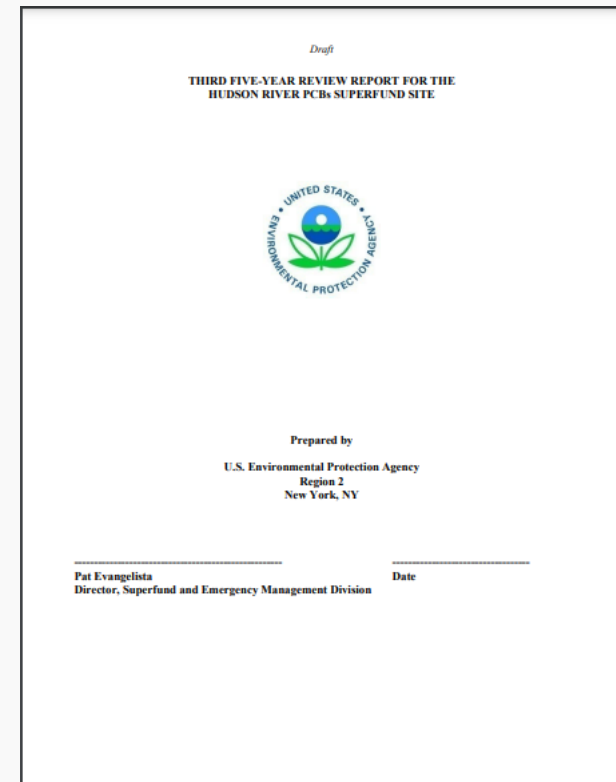 Draft
THIRD FIVE-YEAR REVIEW REPORT FOR THE
HUDSON RIVER PCBs SUPERFUND SITE
UNITED STATES • ENVIRONMENTAL PROTECTION AGENCY •
Prepared by
U.S. Environmental Protection Agency
Region 2
New York, NY
Pat Evangelista
Date
Director, Superfund and Emergency Management Division